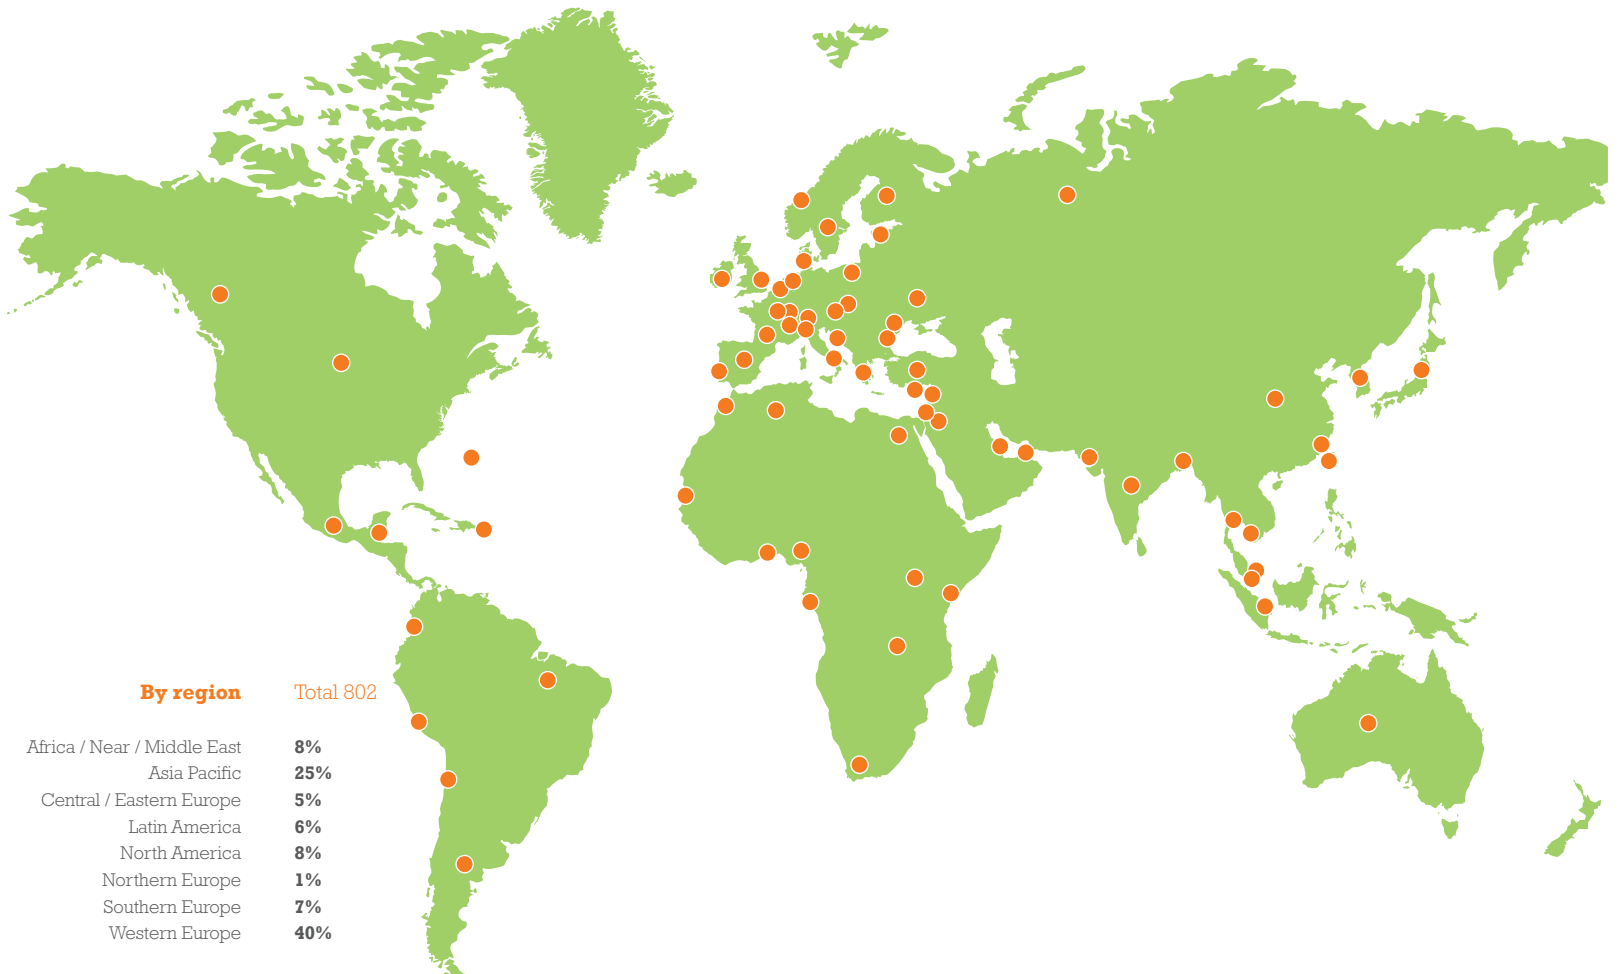 By region Total 802
Africa / Near / Middle East 8%
Asia Pacific 25%
Central / Eastern Europe 5%
Latin America 6%
North America 8%
Northern Europe 1%
Southern Europe 7%
Western Europe 40%